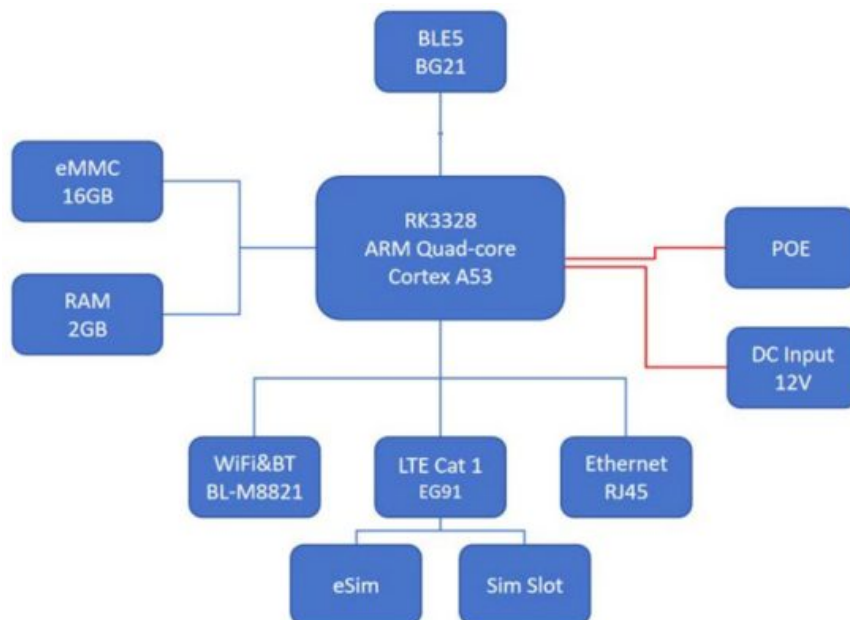 BLE5
BG21
eMMC
16GB
RK3328
ARM Quad-core
Cortex A53
POE
RAM
2GB
DC Input
12V
WiFi&BT
BL-M8821
LTE Cat 1
EG91
Ethernet
RJ45
eSim
Sim Slot